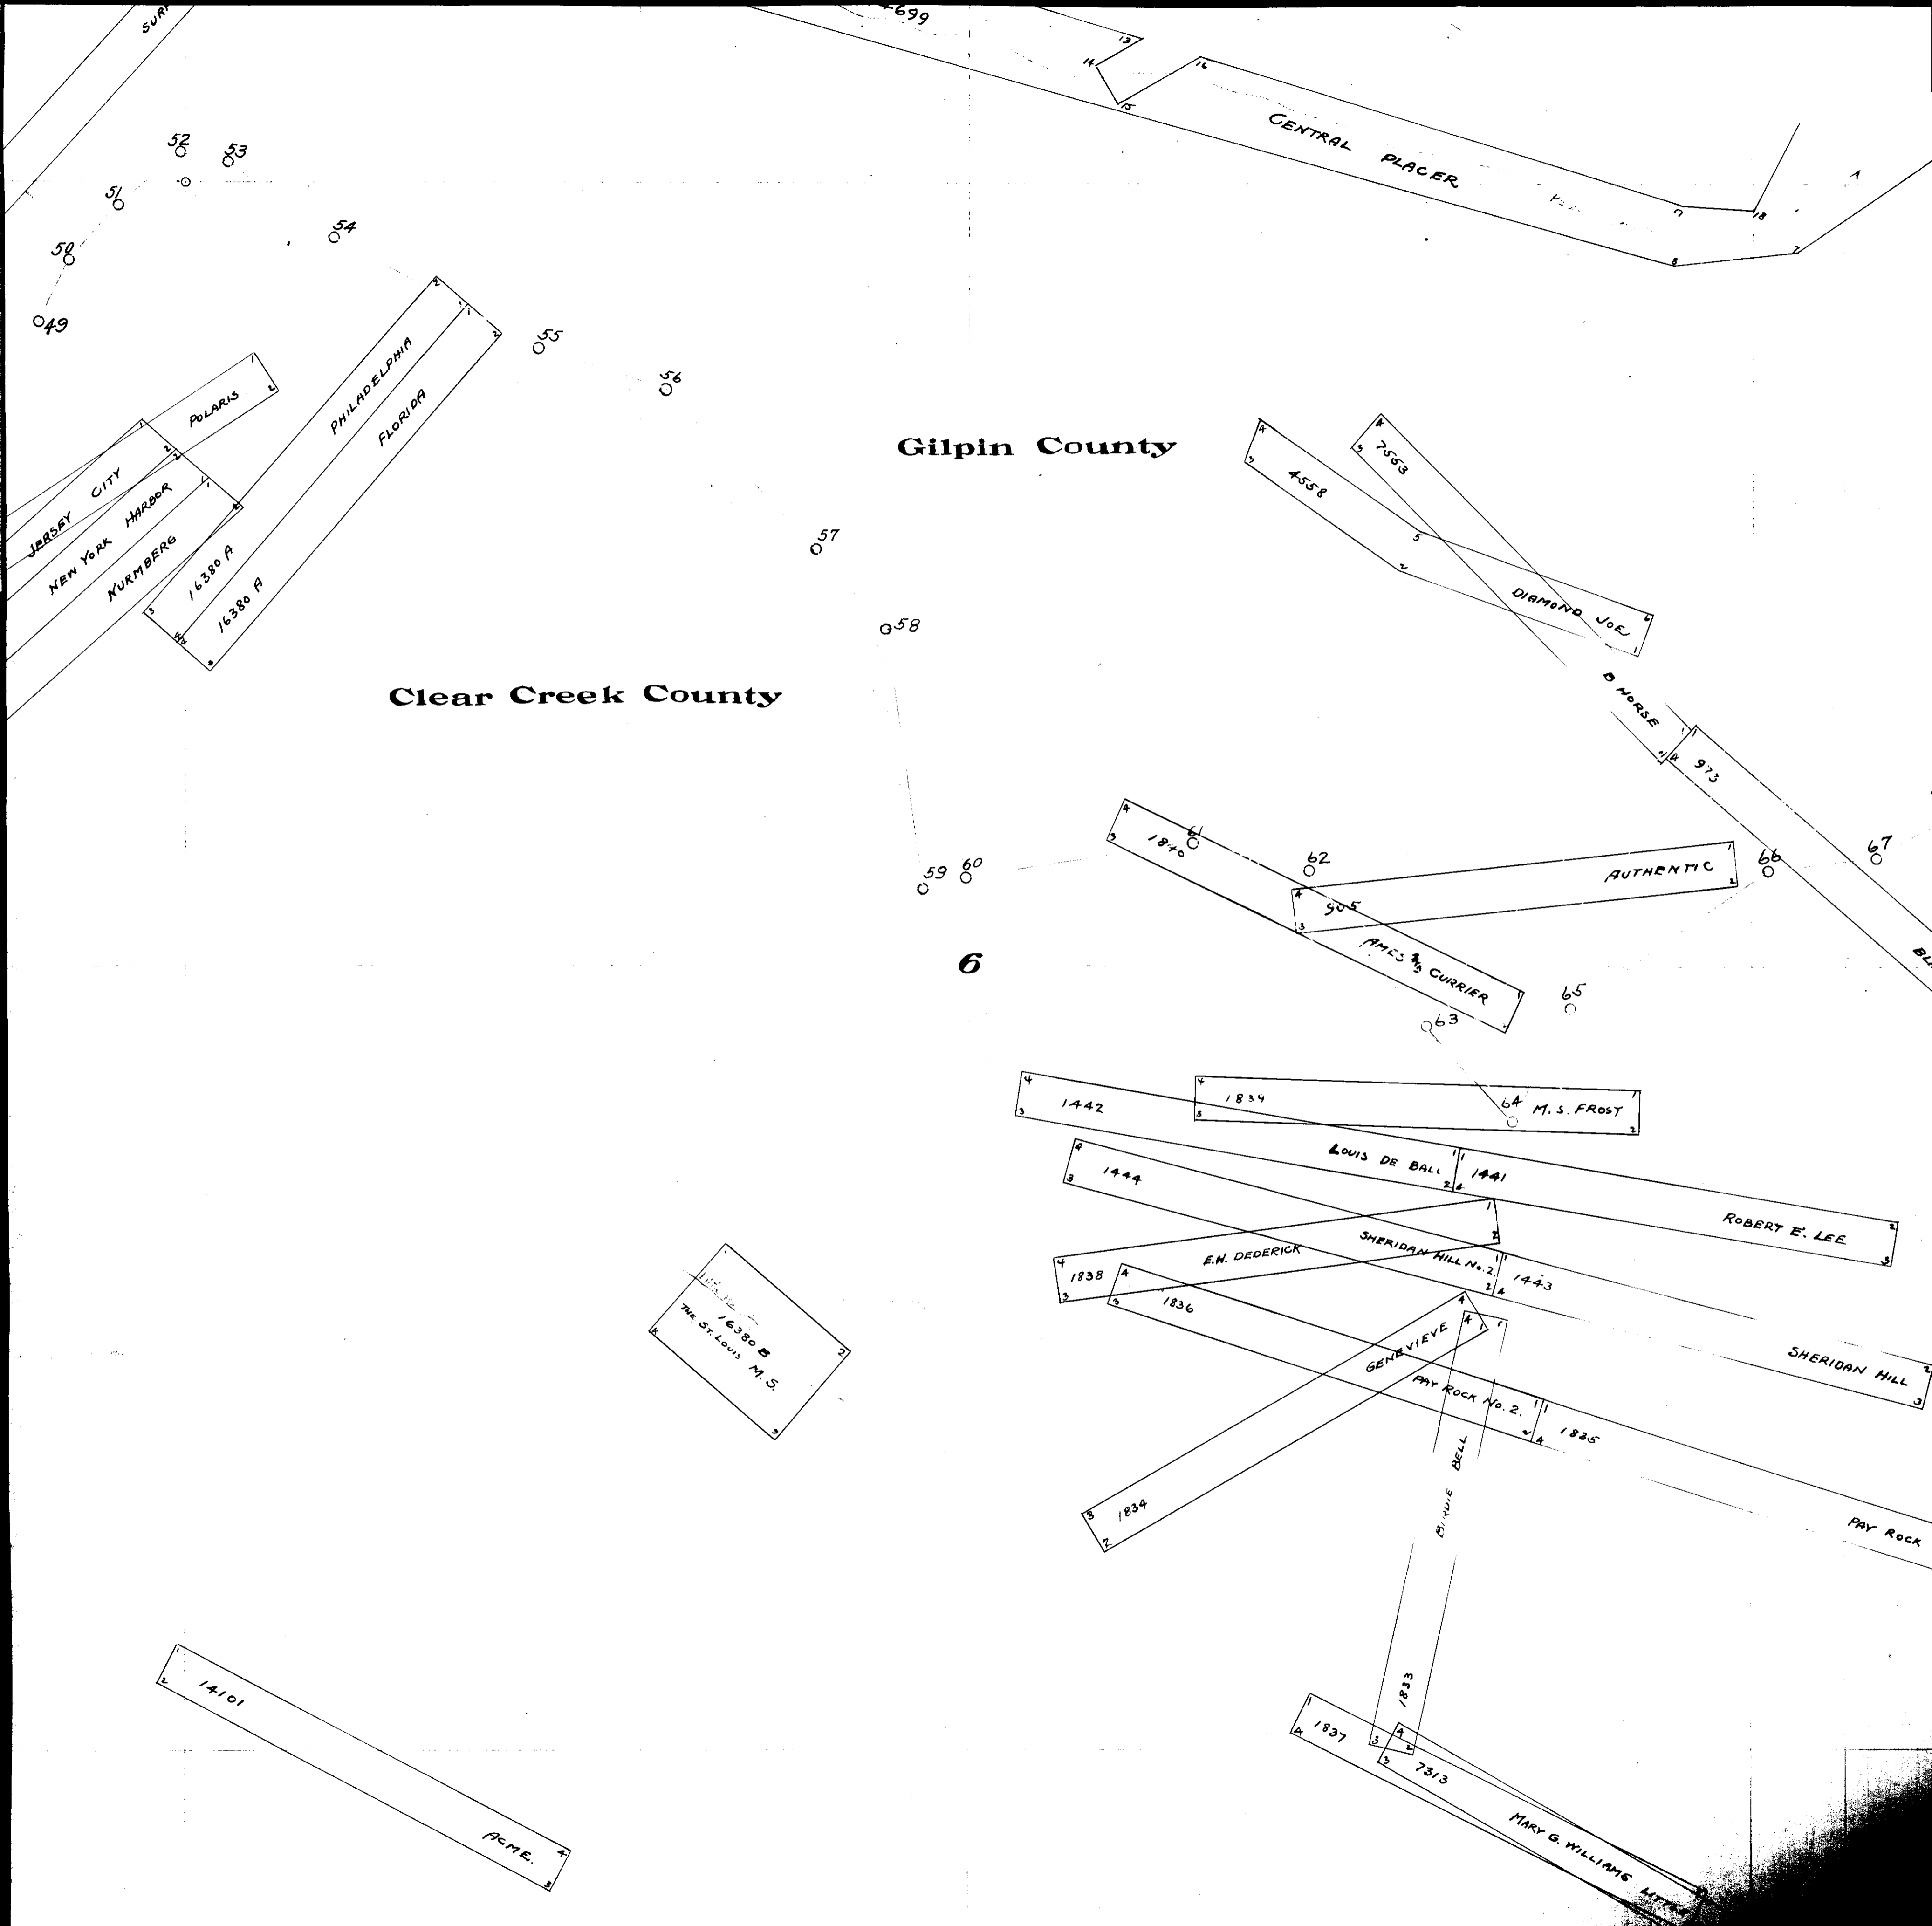 4699
13
14
15
16
CENTRAL PLACER
18
7
8
52
53
51
50
49
54
55
56
57
58
59
60
61
62
63
64
65
66
67
Gilpin County
Clear Creek County
6
PHILADELPHIA
FLORIDA
16380 A
16380 A
POLARIS
JERSEY CITY
NEW YORK HARBOR
NURMBERG
4558
DIAMOND JOE
7553
HORSE
973
1840
AMES CURRIER
905
AUTHENTIC
1839
M. S. FROST
1442
LOUIS DE BALL
1441
ROBERT E. LEE
1444
SHERIDAN HILL No. 2.
1443
SHERIDAN HILL
1838
E.W. DEDERICK
1836
PAY ROCK No. 2.
1835
PAY ROCK
GENEVIEVE
1834
BIRDIE BELL
1833
16380 B
THE ST. LOUIS M. S.
14101
ACME.
1837
7313
MARY G. WILLIAMS